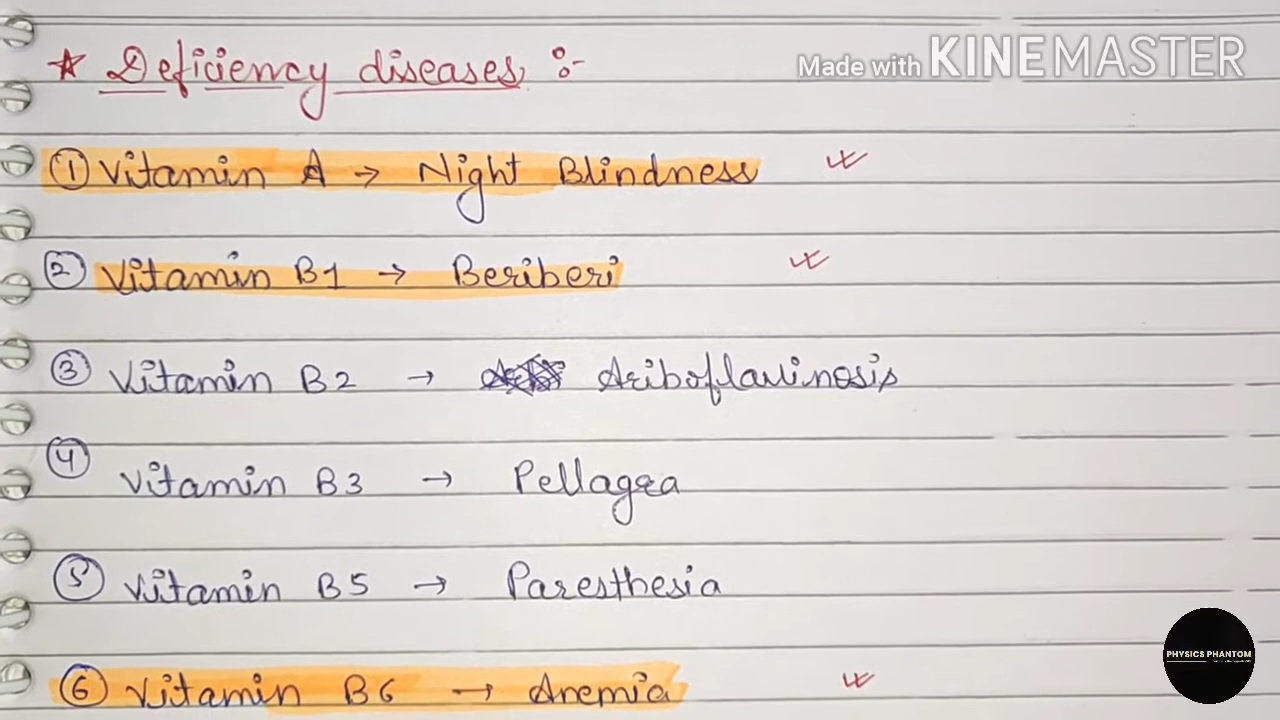 ★ Deficiency diseases :-
Made with KINEMASTER
① Vitamin A → Night Blindness
② Vitamin B1 → Beriberi
③ Vitamin B2 → Ariboflavinosis
④ Vitamin B3 → Pellagra
⑤ Vitamin B5 → Paresthesia
⑥ Vitamin B6 → Anemia
PHYSICS PHANTOM